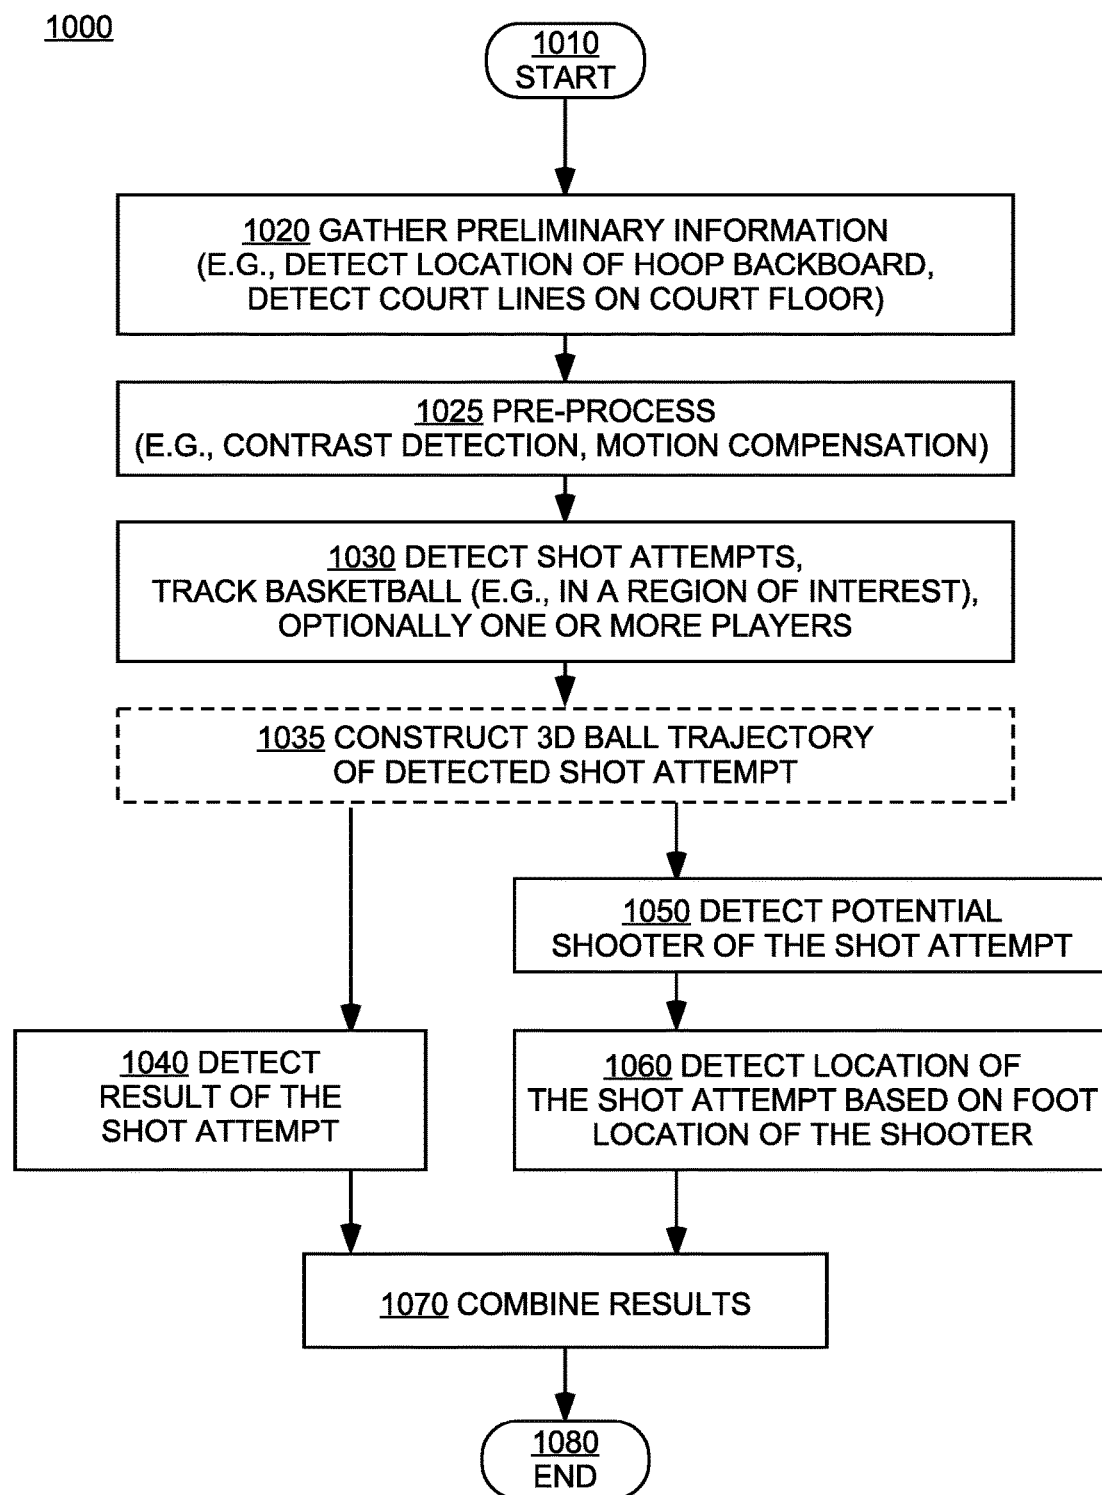 1000
1010
START
1020 GATHER PRELIMINARY INFORMATION
(E.G., DETECT LOCATION OF HOOP BACKBOARD,
DETECT COURT LINES ON COURT FLOOR)
1025 PRE-PROCESS
(E.G., CONTRAST DETECTION, MOTION COMPENSATION)
1030 DETECT SHOT ATTEMPTS,
TRACK BASKETBALL (E.G., IN A REGION OF INTEREST),
OPTIONALLY ONE OR MORE PLAYERS
1035 CONSTRUCT 3D BALL TRAJECTORY
OF DETECTED SHOT ATTEMPT
1050 DETECT POTENTIAL
SHOOTER OF THE SHOT ATTEMPT
1040 DETECT
RESULT OF THE
SHOT ATTEMPT
1060 DETECT LOCATION OF
THE SHOT ATTEMPT BASED ON FOOT
LOCATION OF THE SHOOTER
1070 COMBINE RESULTS
1080
END